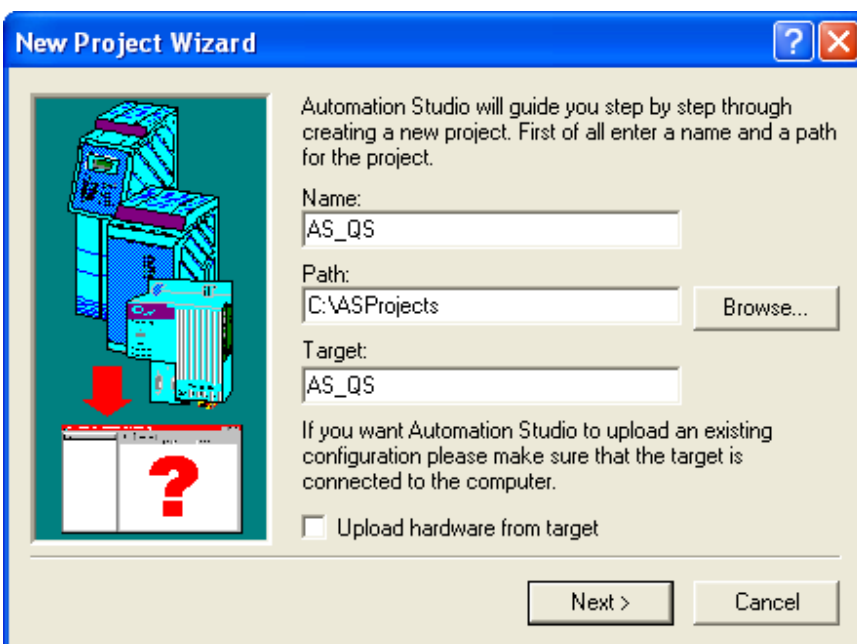 New Project Wizard
Automation Studio will guide you step by step through
creating a new project. First of all enter a name and a path
for the project.
Name:
AS_QS
Path:
C:\ASProjects
Browse...
Target:
AS_QS
If you want Automation Studio to upload an existing
configuration please make sure that the target is
connected to the computer.
Upload hardware from target
Next >
Cancel